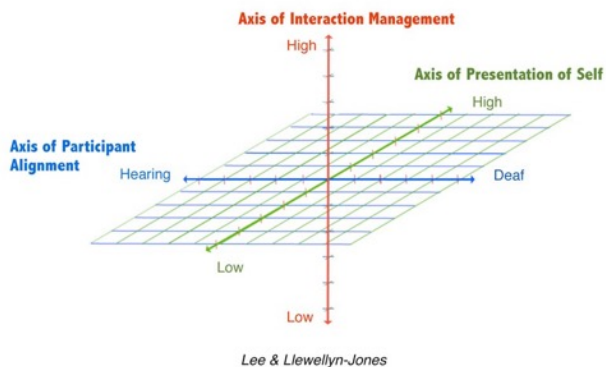 Axis of Interaction Management
High
Axis of Presentation of Self
High
Axis of Participant
Alignment
Hearing
Deaf
Low
Low
Lee & Llewellyn-Jones